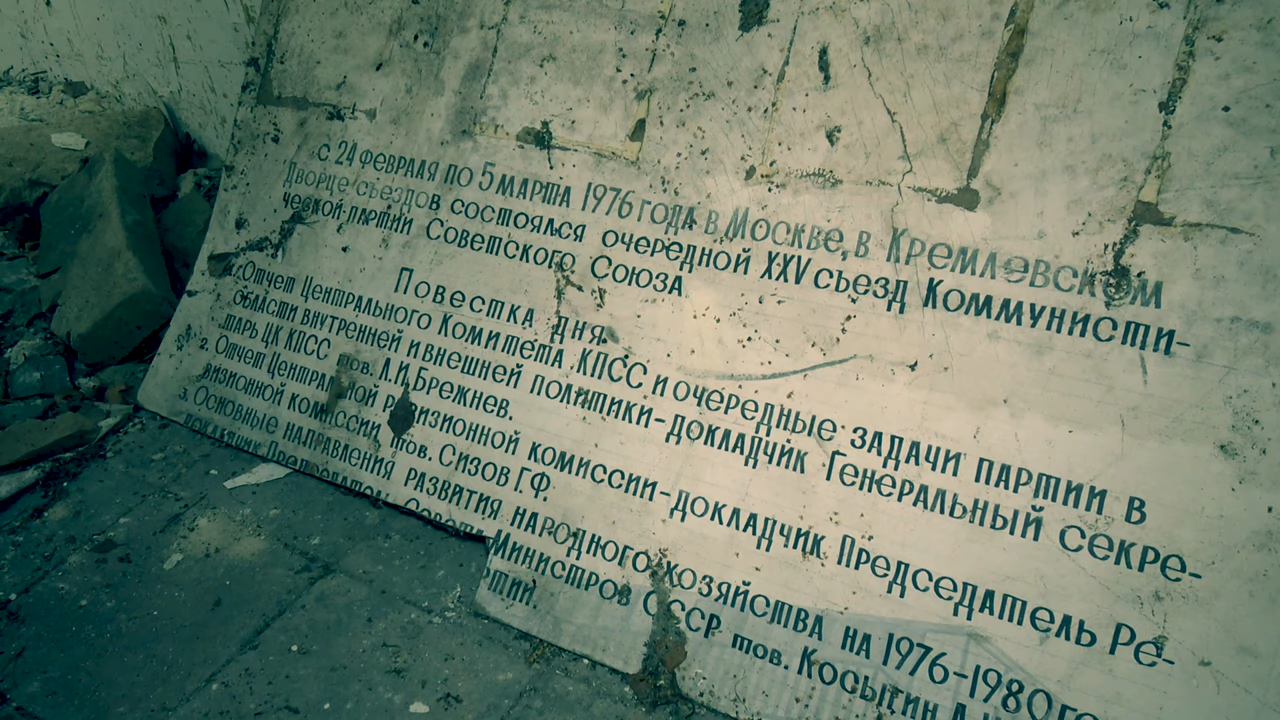 с 24 февраля по 5 марта 1976 года в Москве, в Кремлевском
Дворце съездов состоялся очередной XXV съезд Коммунисти-
ческой партии Советского Союза
Повестка дня.
1. Отчет Центрального Комитета КПСС и очередные задачи партии в
области внутренней и внешней политики-докладчик Генеральный секре-
тарь ЦК КПСС тов. Л.И.Брежнев.
2. Отчет Центральной ревизионной комиссии-докладчик Председатель Ре-
визионной комиссии тов. Сизов Г.Ф.
3. Основные направления развития народного хозяйства на 1976-1980
Совета Министров СССР тов. Косыгин А.